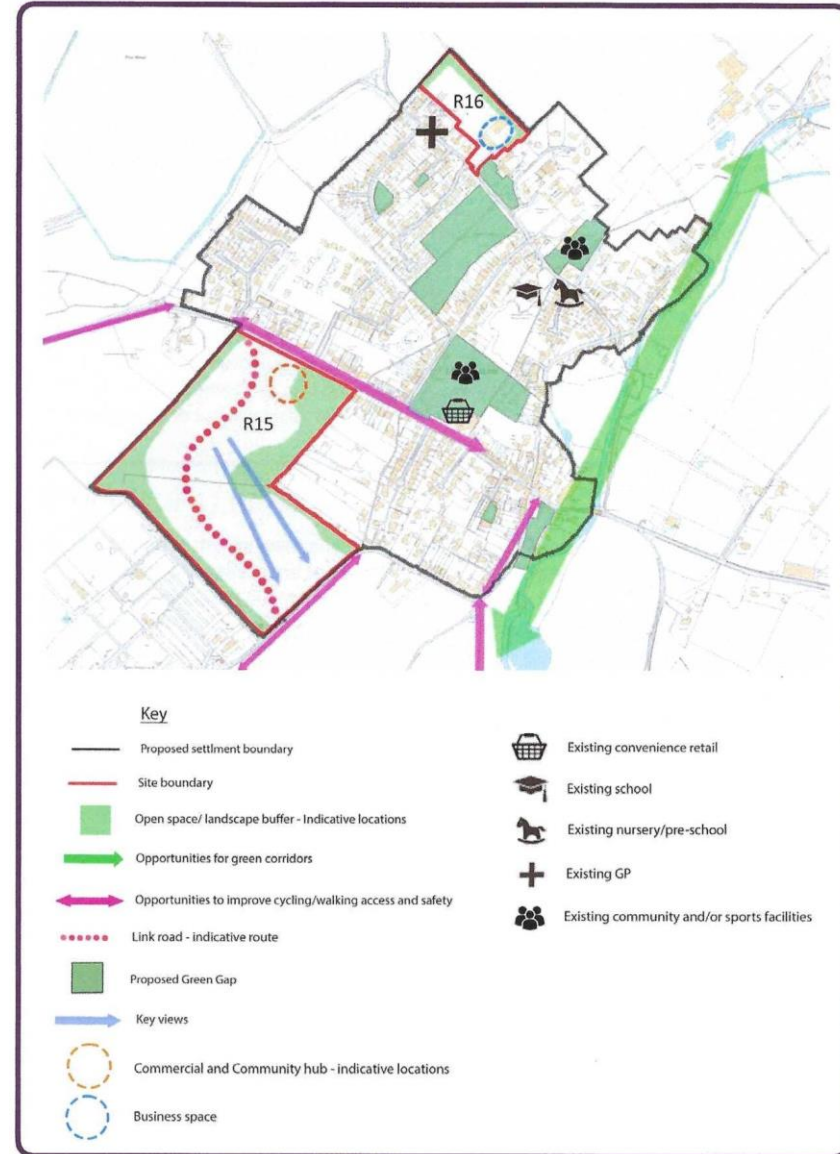 R16
R15
Key
Proposed settlment boundary
Site boundary
Open space/ landscape buffer - Indicative locations
Opportunities for green corridors
Opportunities to improve cycling/walking access and safety
Link road - indicative route
Proposed Green Gap
Key views
Commercial and Community hub - indicative locations
Business space
Existing convenience retail
Existing school
Existing nursery/pre-school
Existing GP
Existing community and/or sports facilities